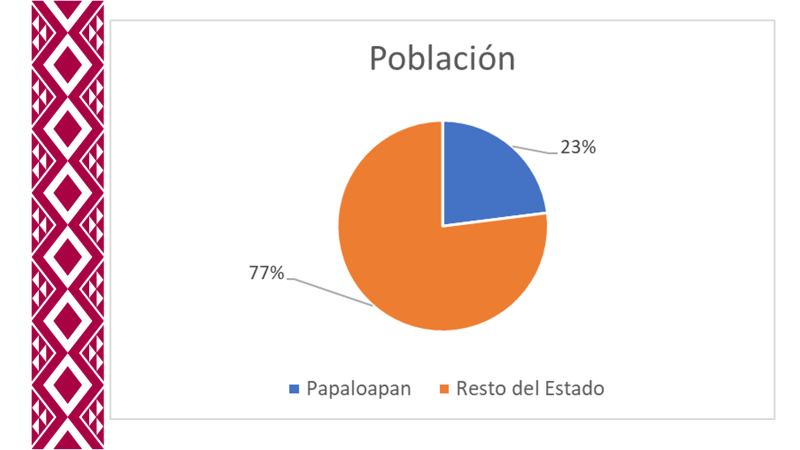 Población
23%
77%
Papaloapan
Resto del Estado